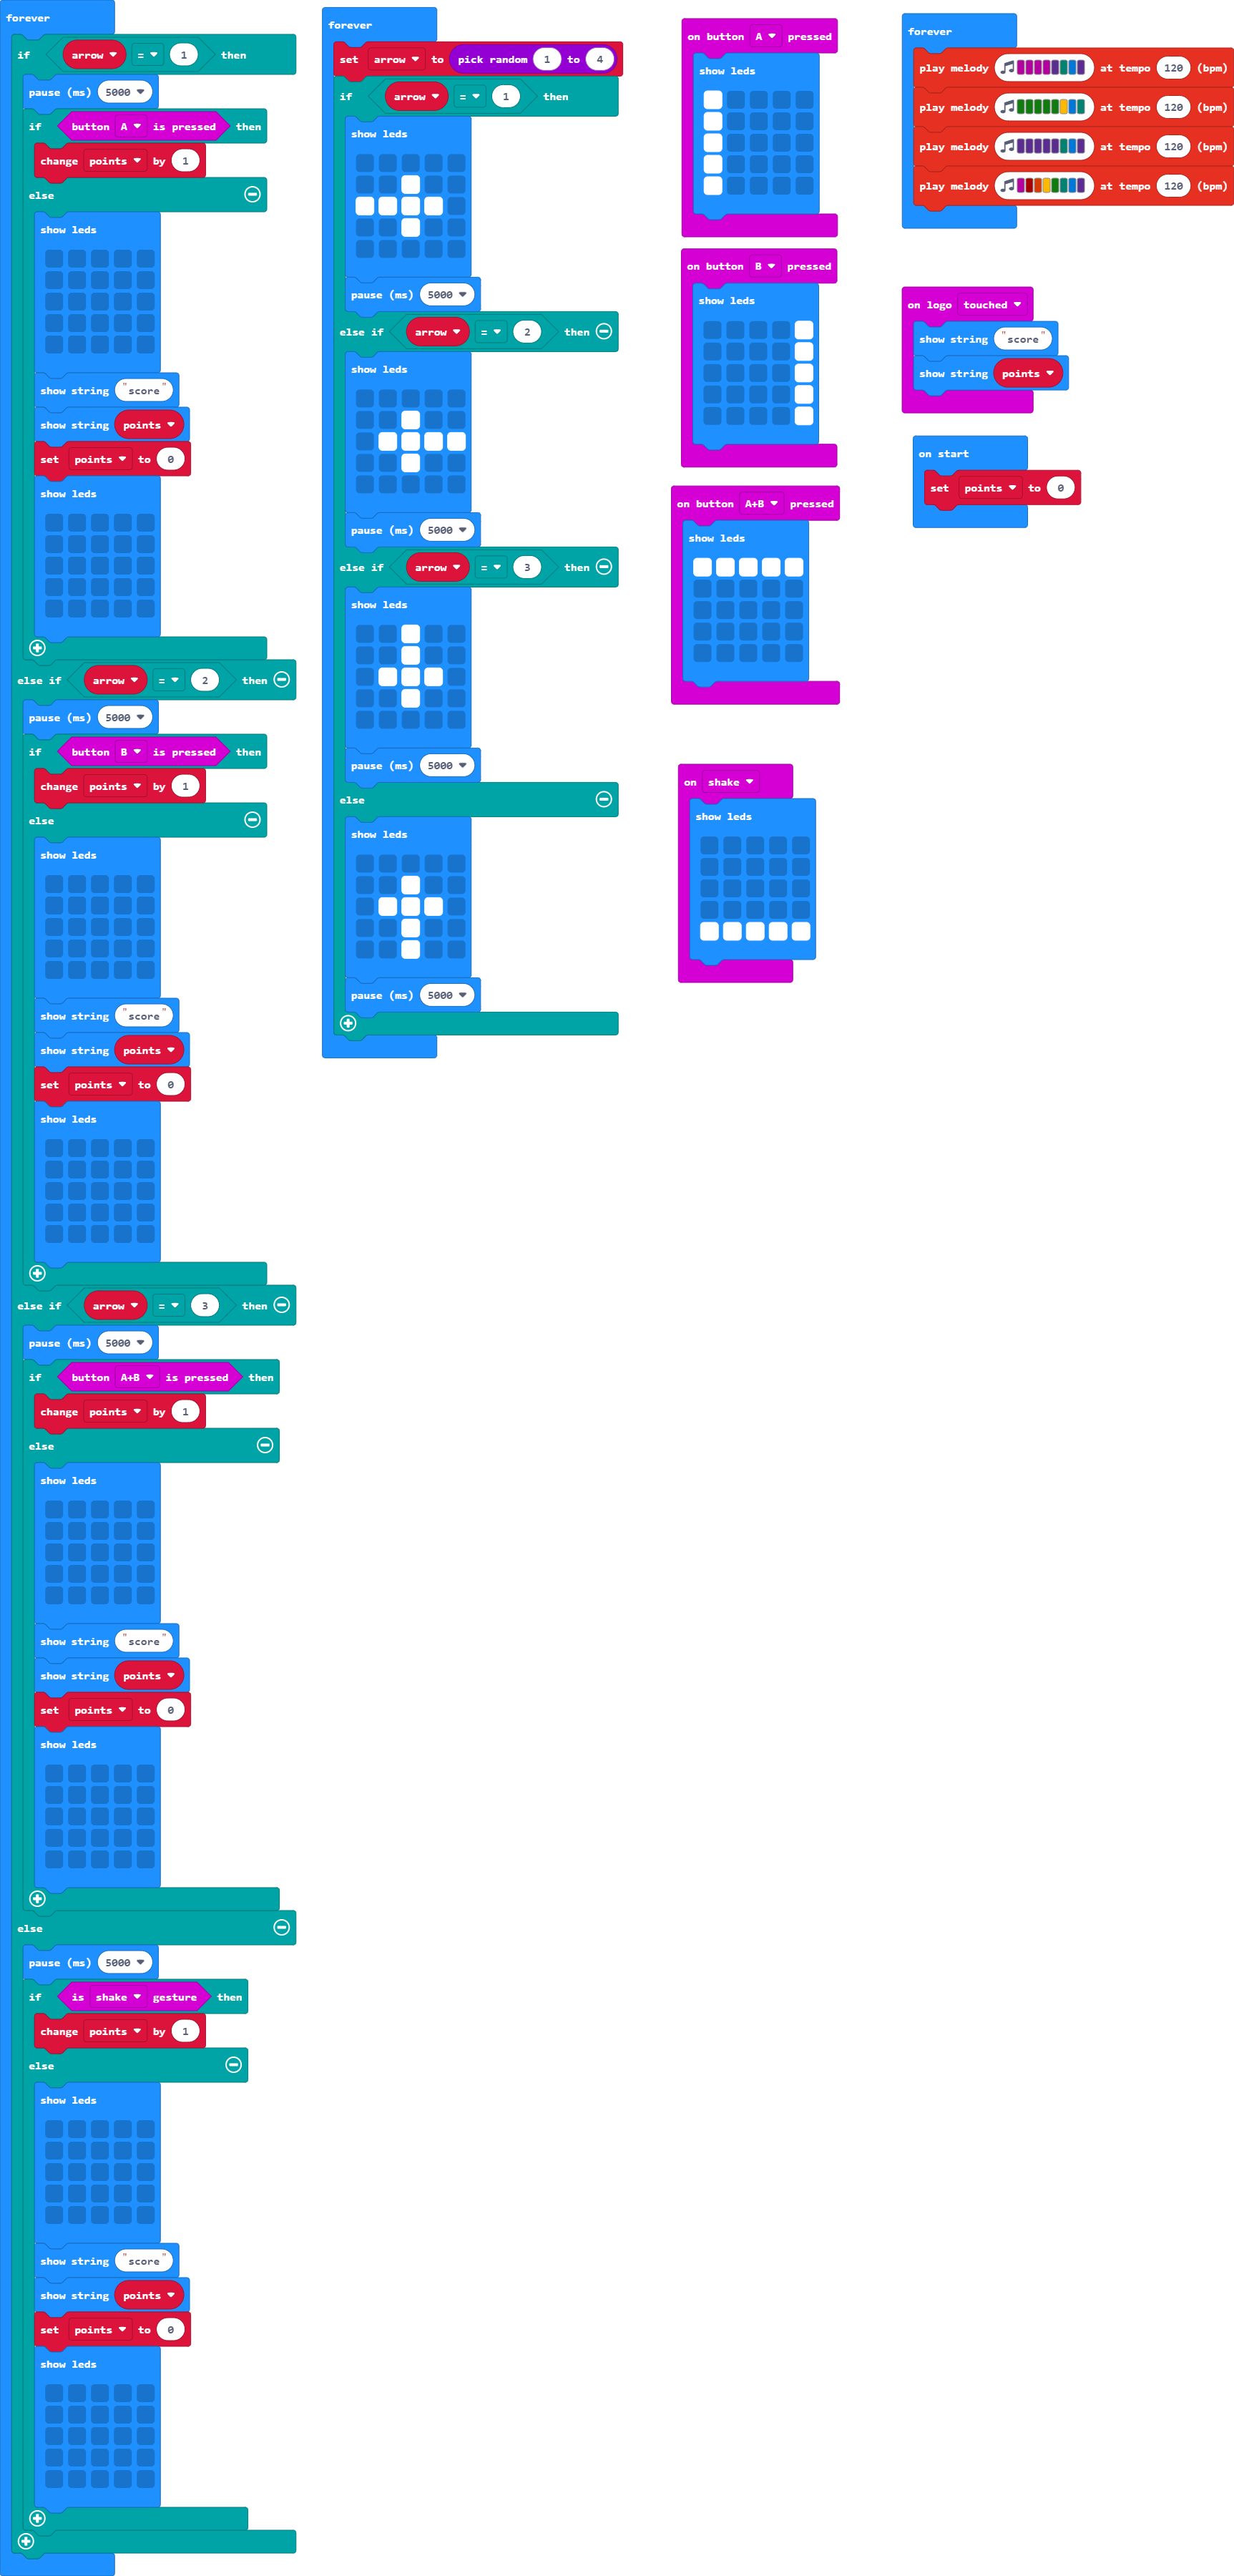 forever
if arrow = 1 then
pause (ms) 5000
if button A is pressed then
change points by 1
else
show leds
show string "score"
show string points
set points to 0
show leds
else if arrow = 2 then
pause (ms) 5000
if button B is pressed then
change points by 1
else
show leds
show string "score"
show string points
set points to 0
show leds
else if arrow = 3 then
pause (ms) 5000
if button A+B is pressed then
change points by 1
else
show leds
show string "score"
show string points
set points to 0
show leds
else
pause (ms) 5000
if is shake gesture then
change points by 1
else
show leds
show string "score"
show string points
set points to 0
show leds
forever
set arrow to pick random 1 to 4
if arrow = 1 then
show leds
pause (ms) 5000
else if arrow = 2 then
show leds
pause (ms) 5000
else if arrow = 3 then
show leds
pause (ms) 5000
else
show leds
pause (ms) 5000
on button A pressed
show leds
on button B pressed
show leds
on button A+B pressed
show leds
on shake
show leds
forever
play melody at tempo 120 (bpm)
play melody at tempo 120 (bpm)
play melody at tempo 120 (bpm)
play melody at tempo 120 (bpm)
on logo touched
show string "score"
show string points
on start
set points to 0